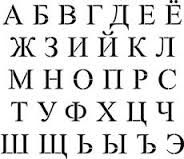 А Б В Г Д Е Ё
Ж З И Й К Л
М Н О П Р С
Т У Ф Х Ц Ч
Ш Щ Ь Ы Ъ Э